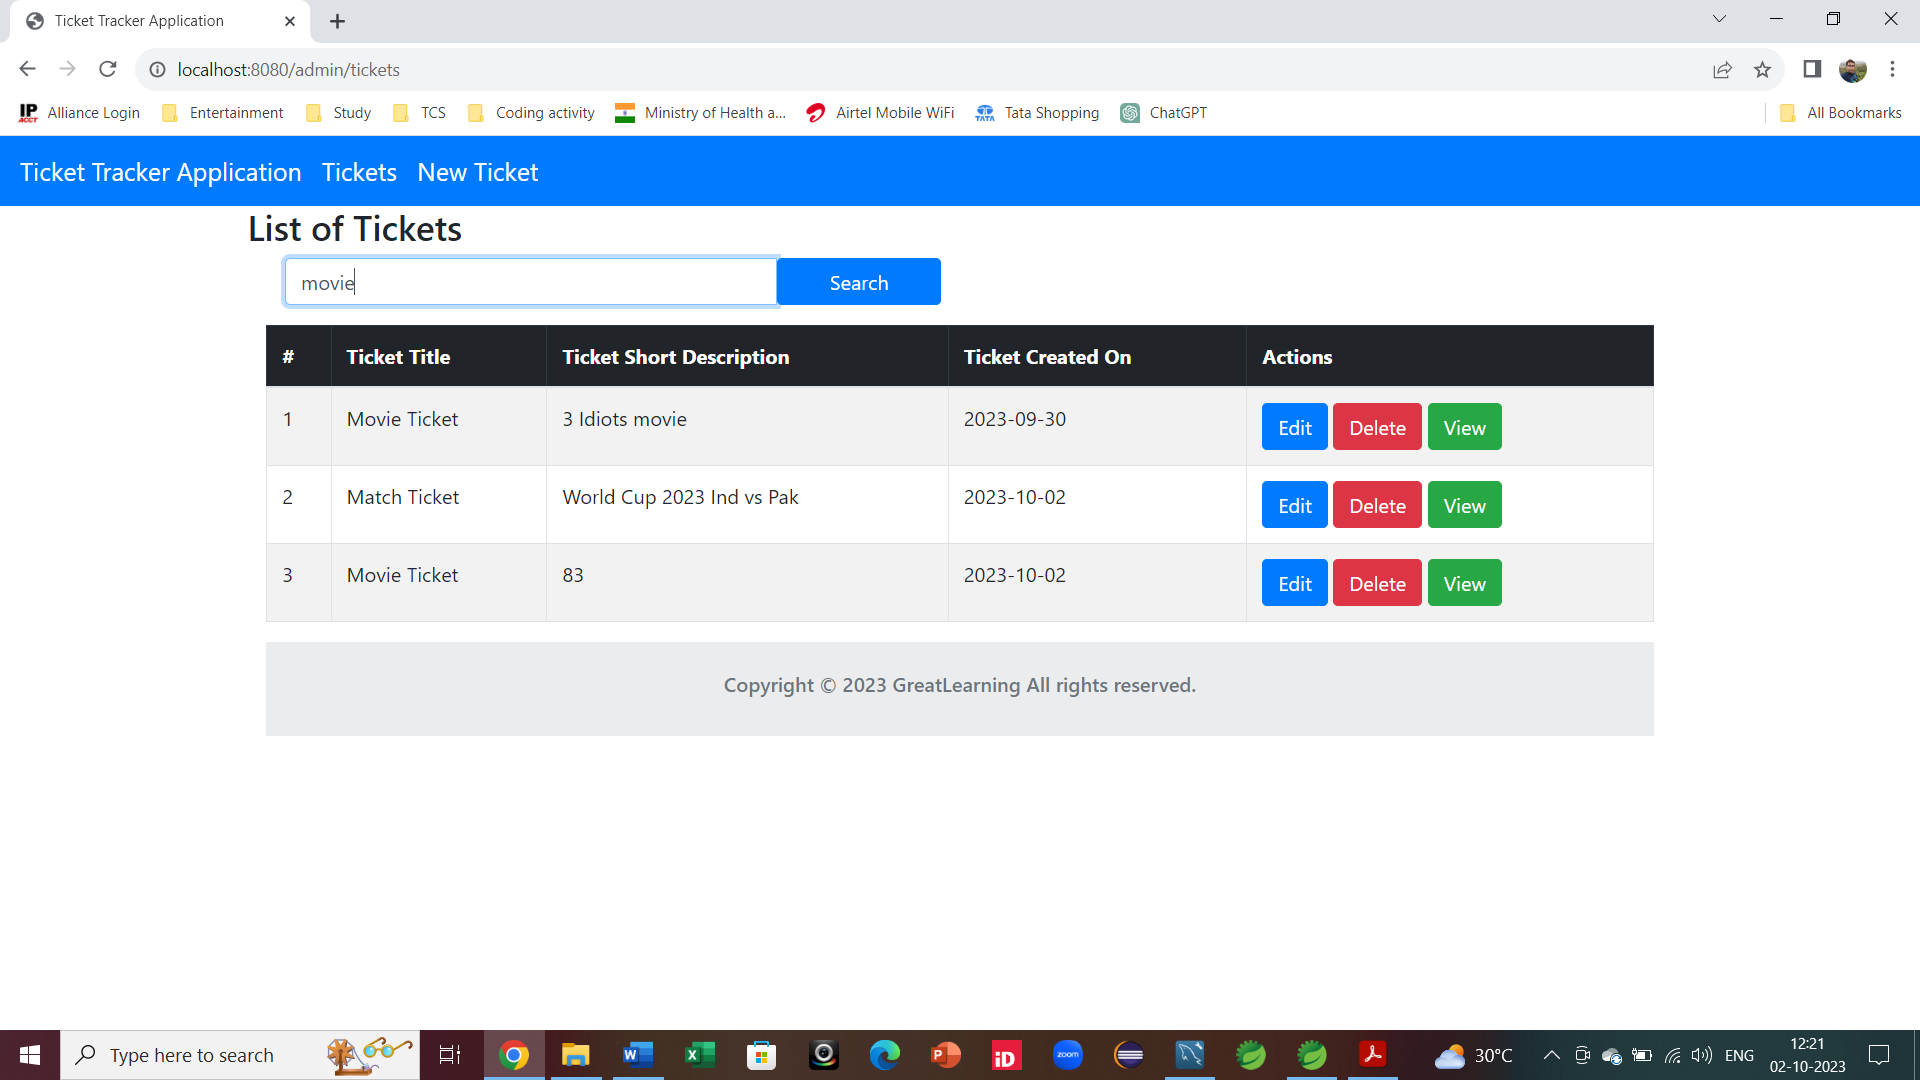 Ticket Tracker Application
localhost:8080/admin/tickets
IP ACCT Alliance Login Entertainment Study TCS Coding activity Ministry of Health a... Airtel Mobile WiFi TATA Tata Shopping ChatGPT All Bookmarks
Ticket Tracker Application Tickets New Ticket
List of Tickets
movie Search
# Ticket Title Ticket Short Description Ticket Created On Actions
1 Movie Ticket 3 Idiots movie 2023-09-30 Edit Delete View
2 Match Ticket World Cup 2023 Ind vs Pak 2023-10-02 Edit Delete View
3 Movie Ticket 83 2023-10-02 Edit Delete View
Copyright © 2023 GreatLearning All rights reserved.
Type here to search W X P iD zoom 30°C ENG 12:21
02-10-2023